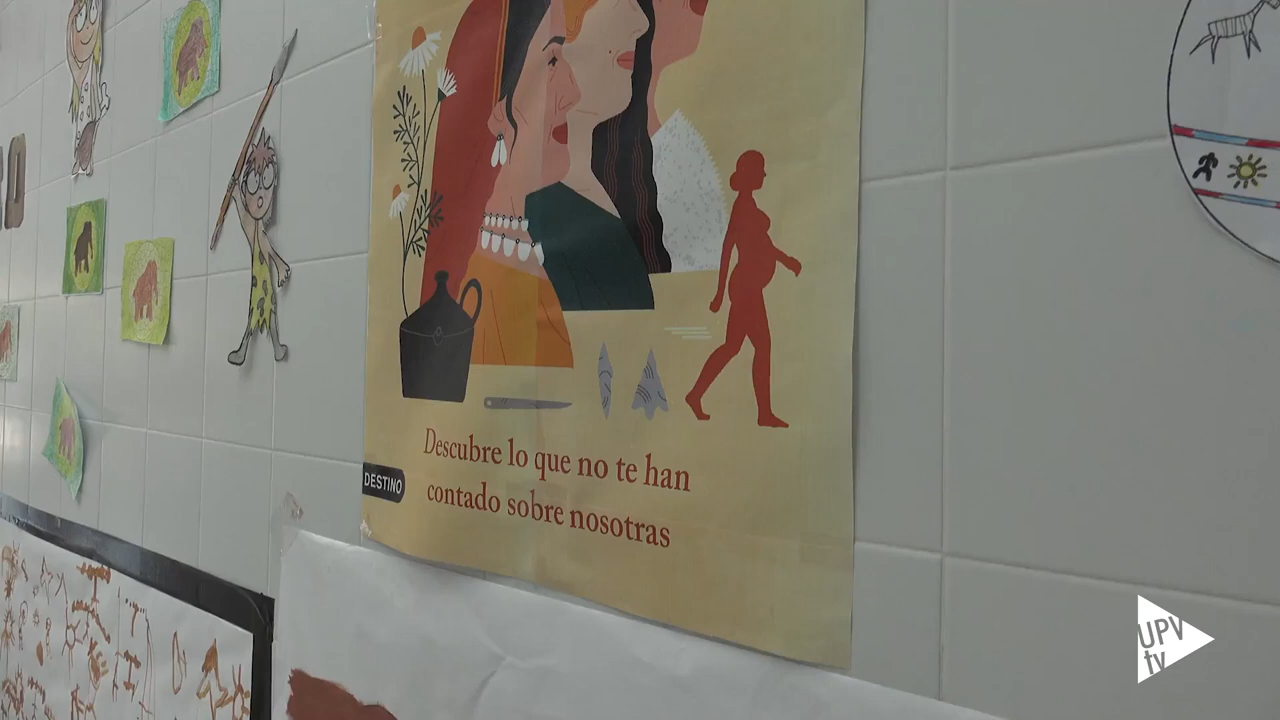 Descubre lo que no te han
contado sobre nosotras
DESTINO
UPV
tv